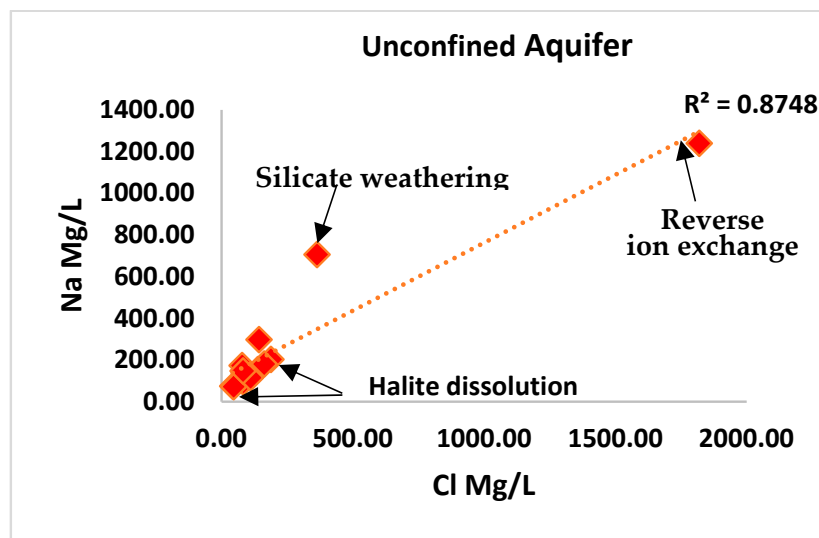 Unconfined Aquifer
R² = 0.8748
1400.00
1200.00
1000.00
800.00
600.00
400.00
200.00
0.00
Na Mg/L
Silicate weathering
Reverse
ion exchange
Halite dissolution
0.00 500.00 1000.00 1500.00 2000.00
Cl Mg/L